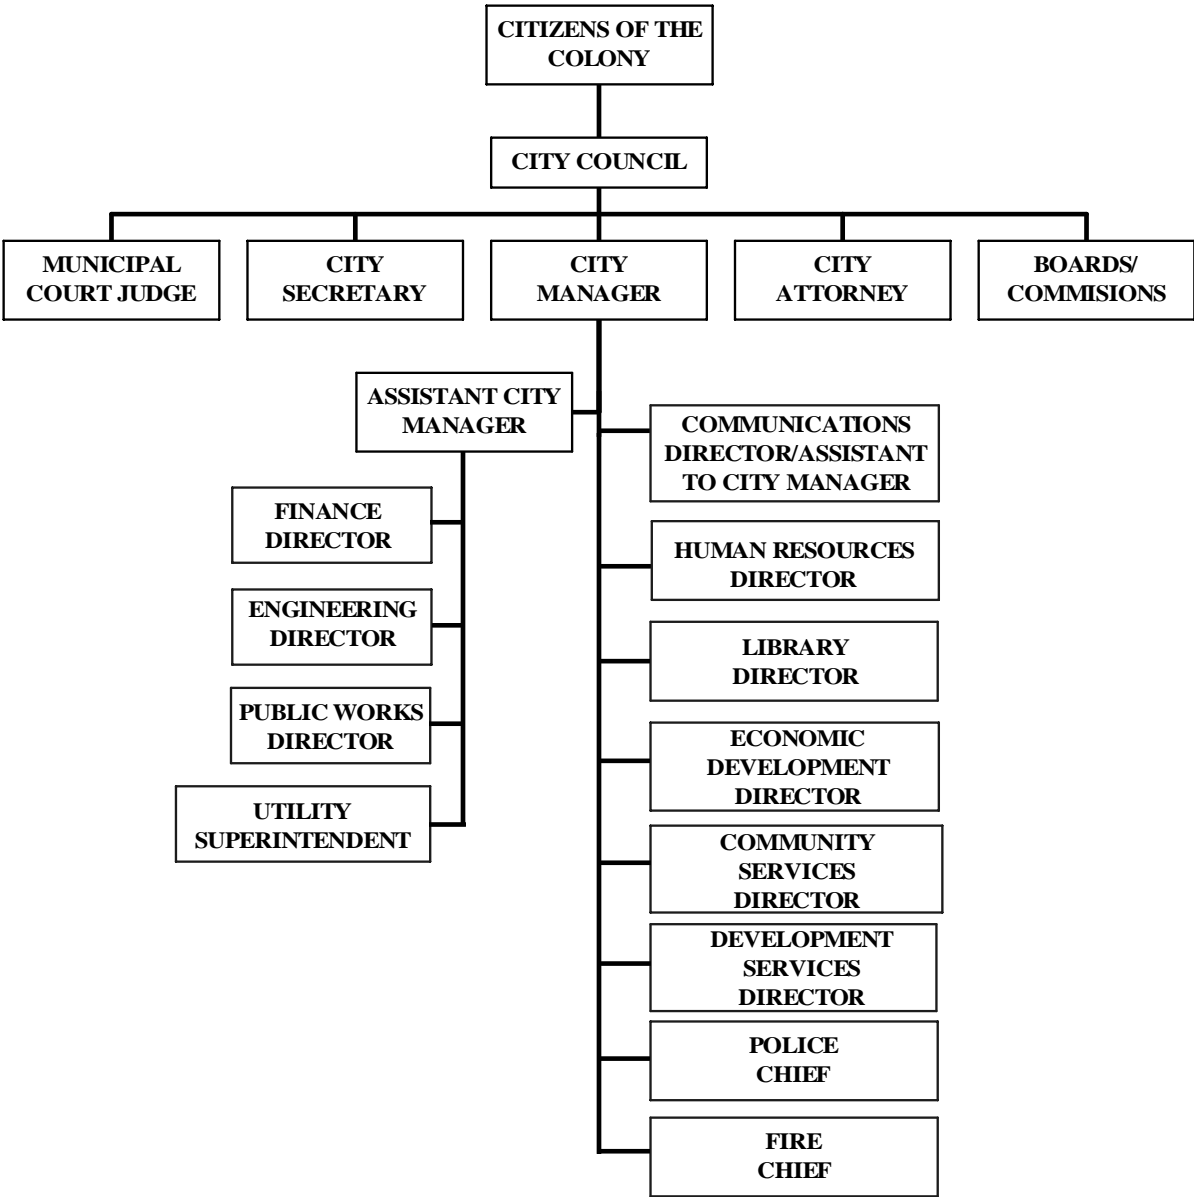 CITIZENS OF THE
COLONY
CITY COUNCIL
MUNICIPAL
COURT JUDGE
CITY
SECRETARY
CITY
MANAGER
CITY
ATTORNEY
BOARDS/
COMMISIONS
ASSISTANT CITY
MANAGER
FINANCE
DIRECTOR
ENGINEERING
DIRECTOR
PUBLIC WORKS
DIRECTOR
UTILITY
SUPERINTENDENT
COMMUNICATIONS
DIRECTOR/ASSISTANT
TO CITY MANAGER
HUMAN RESOURCES
DIRECTOR
LIBRARY
DIRECTOR
ECONOMIC
DEVELOPMENT
DIRECTOR
COMMUNITY
SERVICES
DIRECTOR
DEVELOPMENT
SERVICES
DIRECTOR
POLICE
CHIEF
FIRE
CHIEF